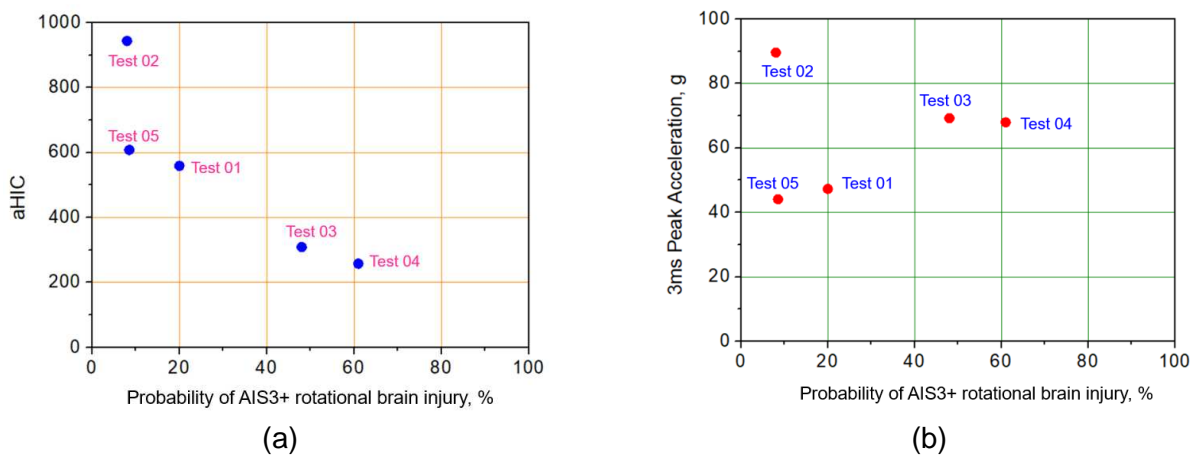 1000
800
600
400
200
0
aHIC
Test 02
Test 05
Test 01
Test 03
Test 04
0 20 40 60 80 100
Probability of AIS3+ rotational brain injury, %
(a)
100
80
60
40
20
0
3ms Peak Acceleration, g
Test 02
Test 03
Test 04
Test 05
Test 01
0 20 40 60 80 100
Probability of AIS3+ rotational brain injury, %
(b)